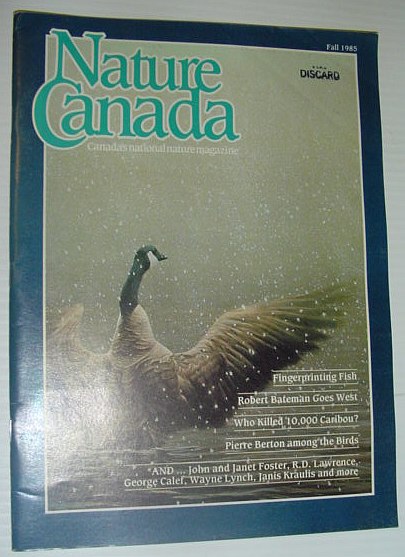 Fall 1985
DISCARD
Nature
Canada
Canada's national nature magazine
Fingerprinting Fish
Robert Bateman Goes West
Who Killed 10,000 Caribou?
Pierre Berton among the Birds
AND ... John and Janet Foster, R.D. Lawrence,
George Calef, Wayne Lynch, Janis Kraulis and more